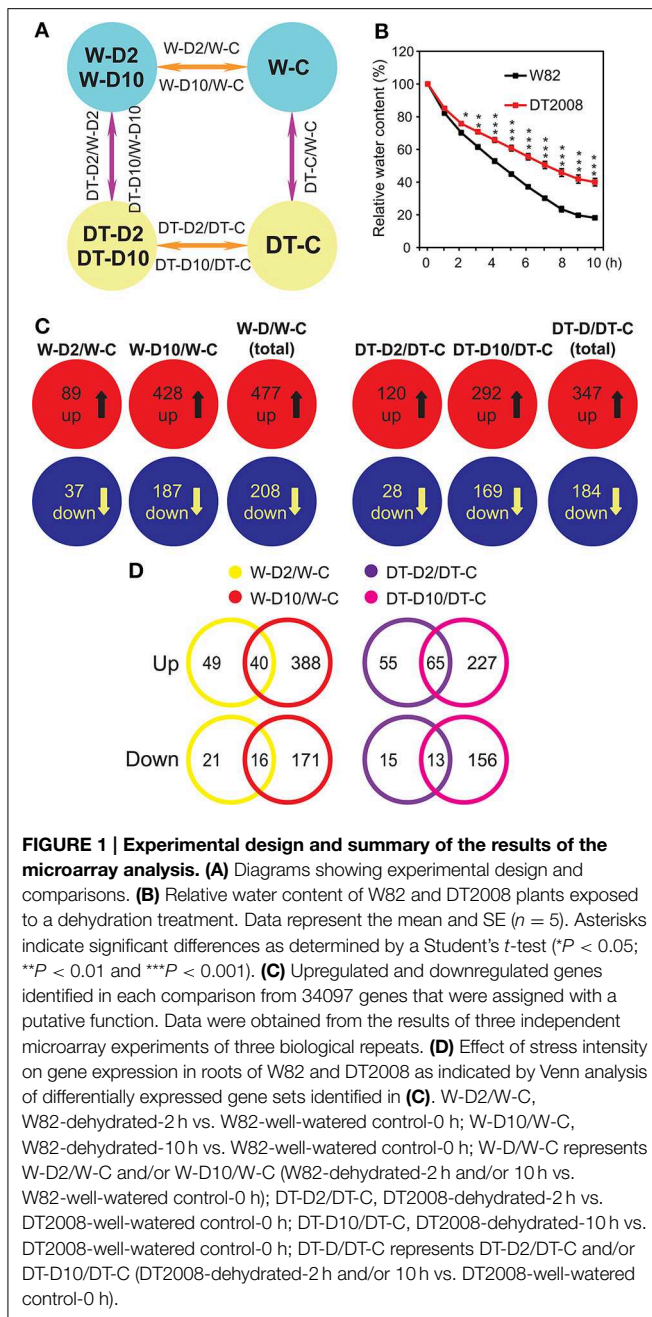 A
W-D2
W-D10
W-D2/W-C
W-D10/W-C
W-C
DT-D2/W-D2
DT-D10/W-D10
DT-C/W-C
DT-D2
DT-D10
DT-D2/DT-C
DT-D10/DT-C
DT-C
B
Relative water content (%)
120
100
80
60
40
20
0
W82
DT2008
* *** *** *** *** *** *** *** ***
0 2 4 6 8 10 (h)
C
W-D2/W-C
W-D10/W-C
W-D/W-C
(total)
DT-D2/DT-C
DT-D10/DT-C
DT-D/DT-C
(total)
89
up
428
up
477
up
120
up
292
up
347
up
37
down
187
down
208
down
28
down
169
down
184
down
D
W-D2/W-C
DT-D2/DT-C
W-D10/W-C
DT-D10/DT-C
Up
49 40 388
55 65 227
Down
21 16 171
15 13 156
FIGURE 1 | Experimental design and summary of the results of the
microarray analysis. (A) Diagrams showing experimental design and
comparisons. (B) Relative water content of W82 and DT2008 plants exposed
to a dehydration treatment. Data represent the mean and SE (n = 5). Asterisks
indicate significant differences as determined by a Student's t-test (*P < 0.05;
**P < 0.01 and ***P < 0.001). (C) Upregulated and downregulated genes
identified in each comparison from 34097 genes that were assigned with a
putative function. Data were obtained from the results of three independent
microarray experiments of three biological repeats. (D) Effect of stress intensity
on gene expression in roots of W82 and DT2008 as indicated by Venn analysis
of differentially expressed gene sets identified in (C). W-D2/W-C,
W82-dehydrated-2 h vs. W82-well-watered control-0 h; W-D10/W-C,
W82-dehydrated-10 h vs. W82-well-watered control-0 h; W-D/W-C represents
W-D2/W-C and/or W-D10/W-C (W82-dehydrated-2 h and/or 10 h vs.
W82-well-watered control-0 h); DT-D2/DT-C, DT2008-dehydrated-2 h vs.
DT2008-well-watered control-0 h; DT-D10/DT-C, DT2008-dehydrated-10 h vs.
DT2008-well-watered control-0 h; DT-D/DT-C represents DT-D2/DT-C and/or
DT-D10/DT-C (DT2008-dehydrated-2 h and/or 10 h vs. DT2008-well-watered
control-0 h).